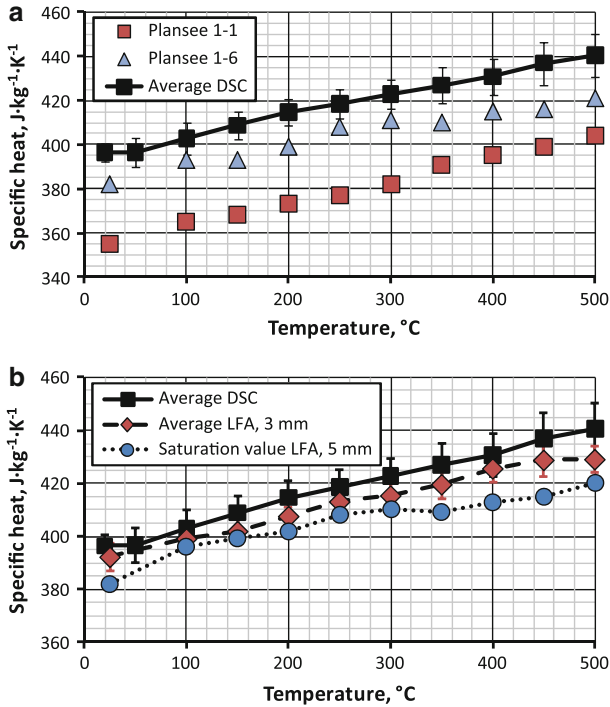 a
460
440
420
400
380
360
340
Specific heat, J·kg⁻¹·K⁻¹
Plansee 1-1
Plansee 1-6
Average DSC
0 100 200 300 400 500
Temperature, °C
b
460
440
420
400
380
360
Specific heat, J·kg⁻¹·K⁻¹
Average DSC
Average LFA, 3 mm
Saturation value LFA, 5 mm
0 100 200 300 400 500
Temperature, °C